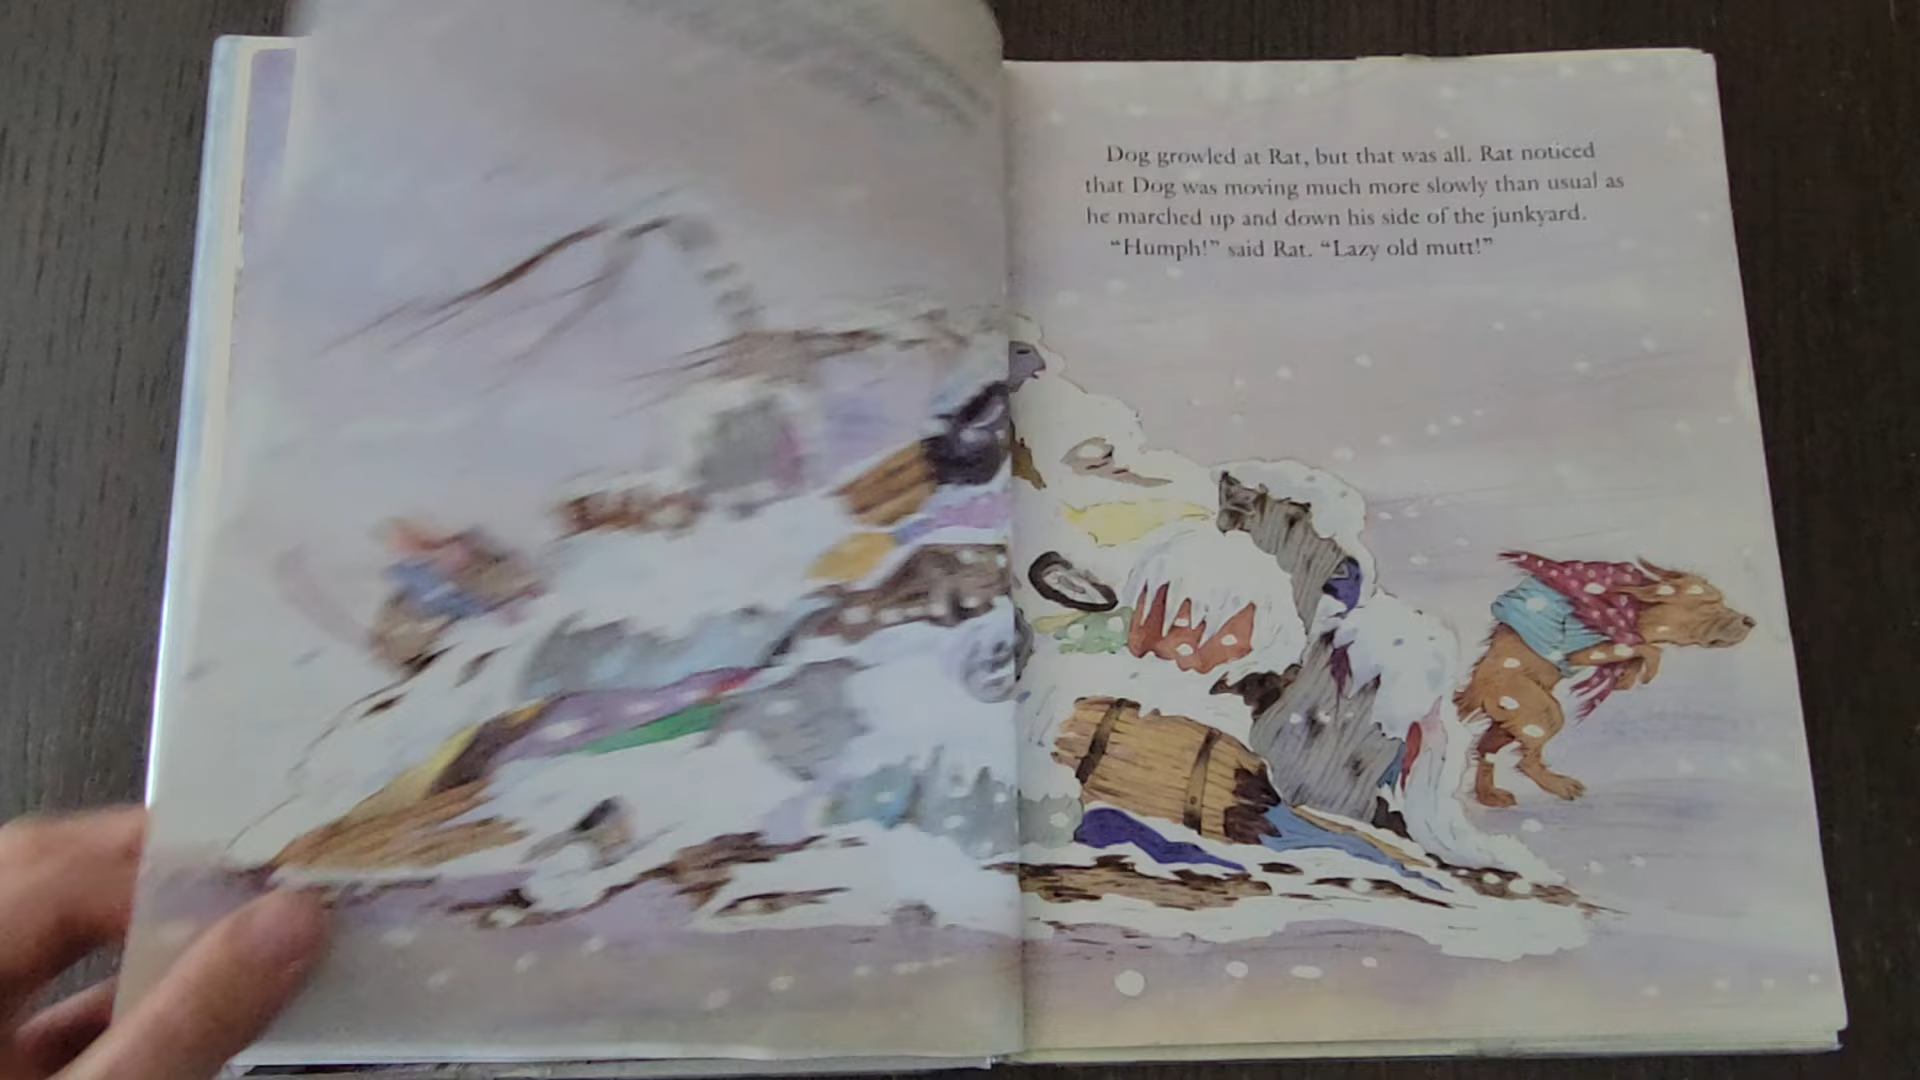 Dog growled at Rat, but that was all. Rat noticed
that Dog was moving much more slowly than usual as
he marched up and down his side of the junkyard.
“Humph!” said Rat. “Lazy old mutt!”